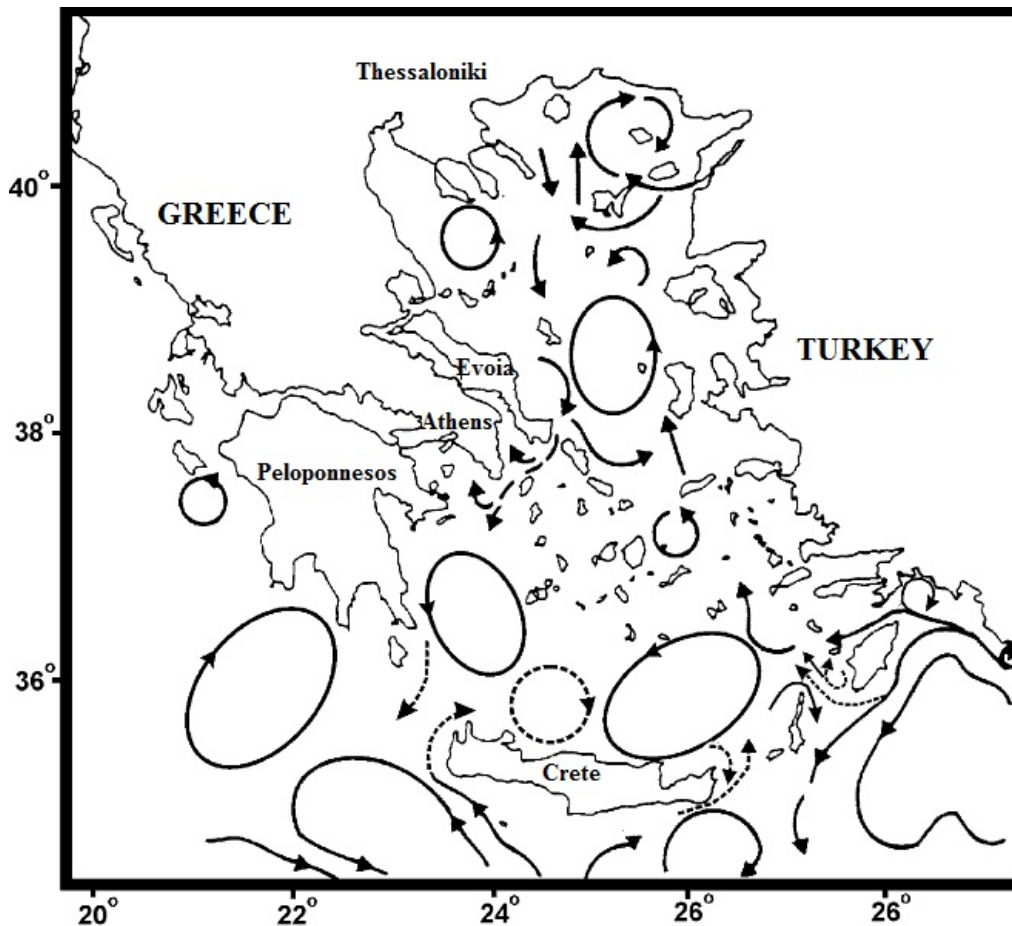 Thessaloniki
40°
GREECE
TURKEY
Evoia
38°
Athens
Peloponnesos
36°
Crete
20°
22°
24°
26°
26°